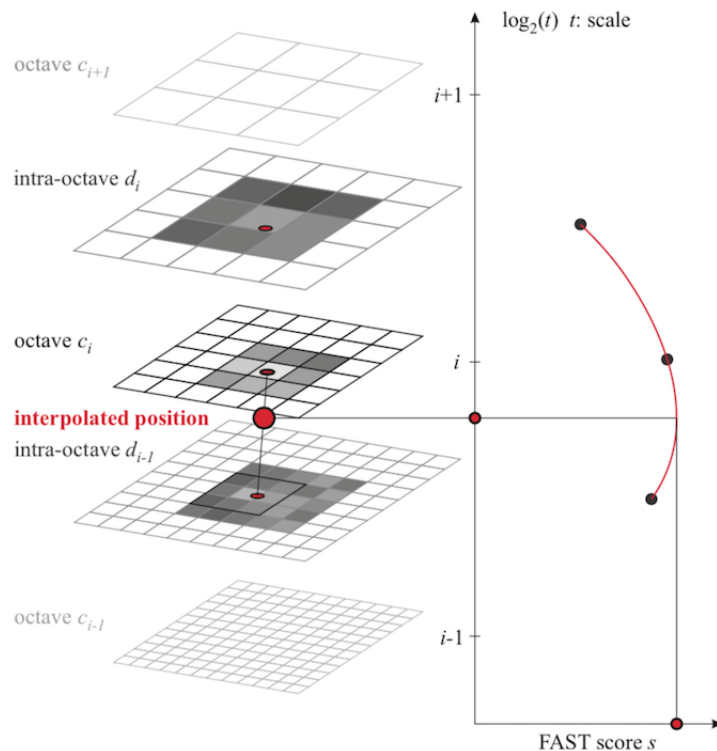 log₂(t) t: scale
octave cᵢ₊₁
i+1
intra-octave dᵢ
octave cᵢ
i
interpolated position
intra-octave dᵢ₋₁
octave cᵢ₋₁
i-1
FAST score s